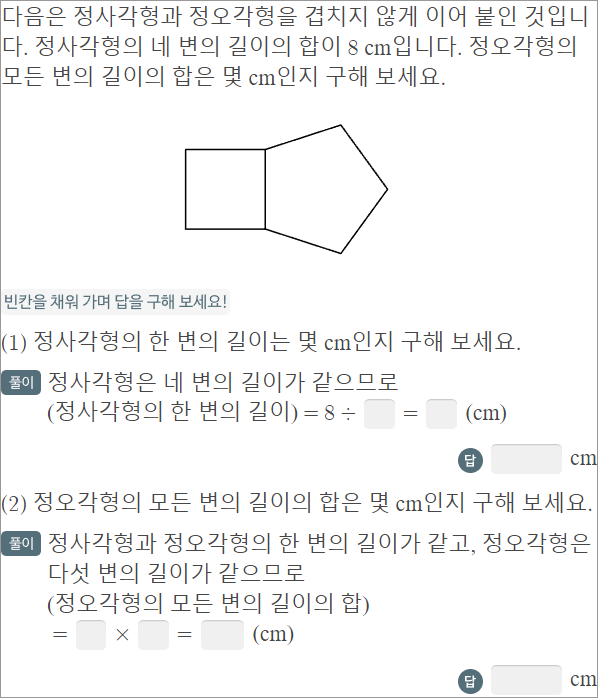 다음은 정사각형과 정오각형을 겹치지 않게 이어 붙인 것입니
다. 정사각형의 네 변의 길이의 합이 8 cm입니다. 정오각형의
모든 변의 길이의 합은 몇 cm인지 구해 보세요.
빈칸을 채워 가며 답을 구해 보세요!
(1) 정사각형의 한 변의 길이는 몇 cm인지 구해 보세요.
풀이 정사각형은 네 변의 길이가 같으므로
(정사각형의 한 변의 길이) = 8 ÷ = (cm)
답 cm
(2) 정오각형의 모든 변의 길이의 합은 몇 cm인지 구해 보세요.
풀이 정사각형과 정오각형의 한 변의 길이가 같고, 정오각형은
다섯 변의 길이가 같으므로
(정오각형의 모든 변의 길이의 합)
= × = (cm)
답 cm